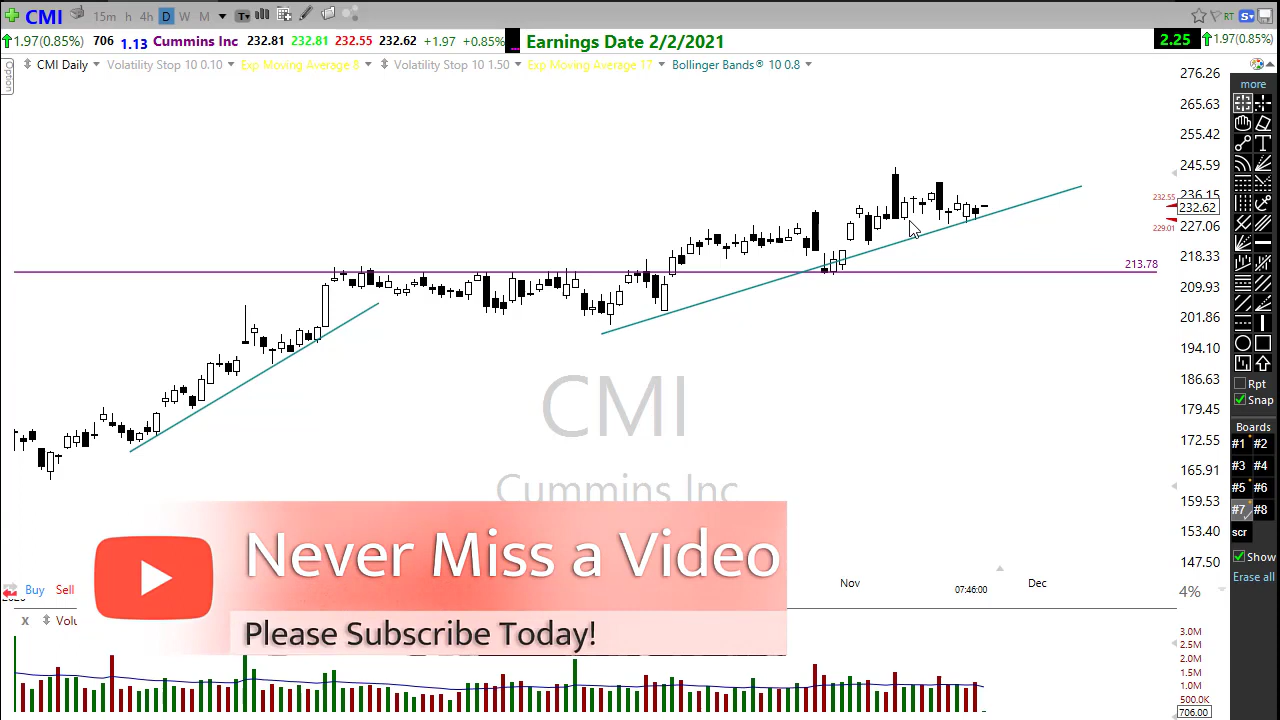 CMI 15m h 4h D W M T RT S
1.97(0.85%) 706 1.13 Cummins Inc 232.81 232.81 232.55 232.62 +1.97 +0.85% Earnings Date 2/2/2021 2.25 1.97(0.85%)
Option
CMI Daily Volatility Stop 10 0.10 Exp Moving Average 8 Volatility Stop 10 1.50 Exp Moving Average 17 Bollinger Bands® 10 0.8
276.26
more
265.63
255.42
245.59
236.15
232.55
232.62
227.06
229.01
218.33
213.78
209.93
201.86
194.10
186.63
Rpt
Snap
179.45
CMI
Boards
172.55
#1 #2
165.91
#3 #4
Cummins Inc
#5 #6
159.53
#7 #8
153.40
scr
Never Miss a Video
147.50
Show
Nov Dec
Erase all
Buy Sell
07:46:00
4%
x Volu
Please Subscribe Today!
3.0M
2.5M
2.0M
1.5M
1.0M
500.0K
706.00